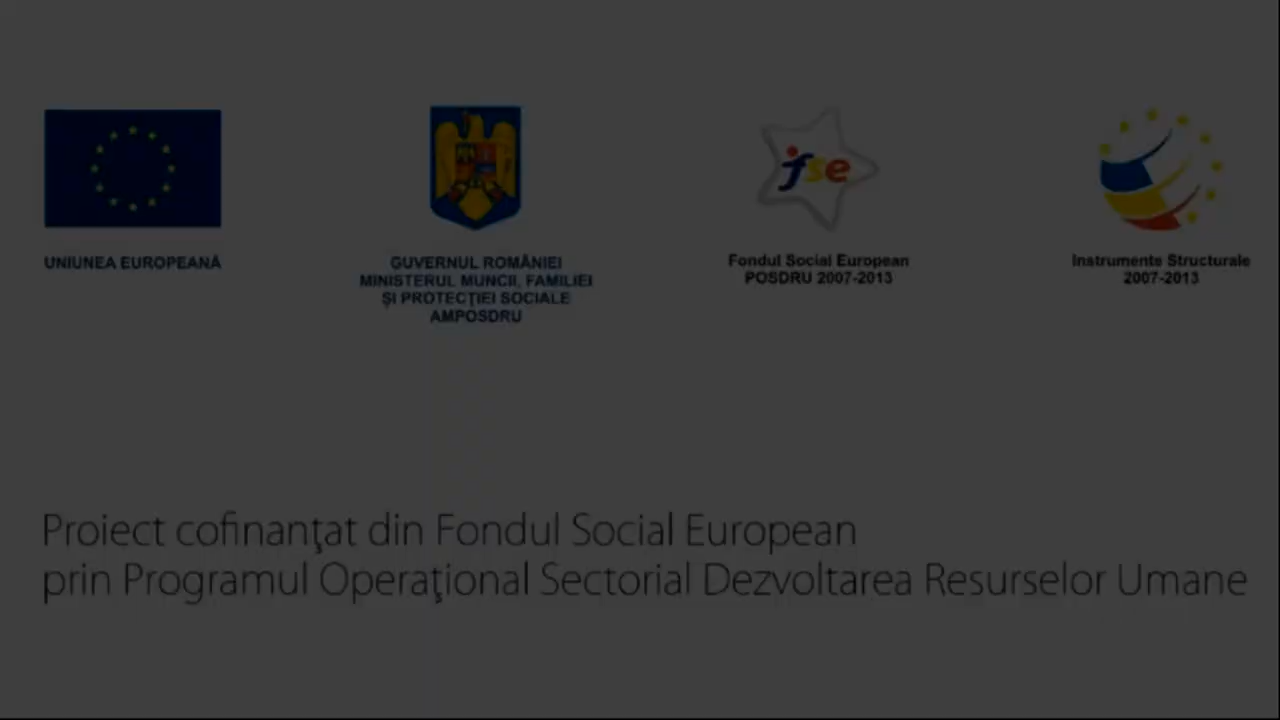 fse
UNIUNEA EUROPEANĂ
GUVERNUL ROMÂNIEI
MINISTERUL MUNCII, FAMILIEI
ŞI PROTECŢIEI SOCIALE
AMPOSDRU
Fondul Social European
POSDRU 2007-2013
Instrumente Structurale
2007-2013
Proiect cofinanţat din Fondul Social European
prin Programul Operaţional Sectorial Dezvoltarea Resurselor Umane